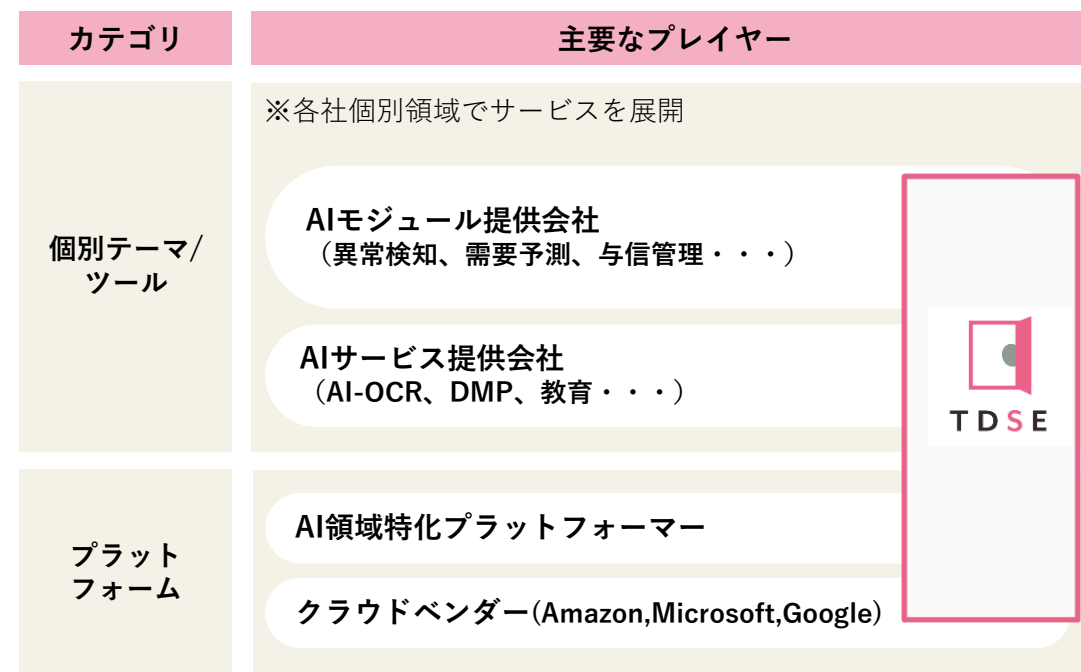 カテゴリ
主要なプレイヤー
個別テーマ/
ツール
※各社個別領域でサービスを展開
AIモジュール提供会社
（異常検知、需要予測、与信管理・・・）
AIサービス提供会社
（AI-OCR、DMP、教育・・・）
TDSE
プラット
フォーム
AI領域特化プラットフォーマー
クラウドベンダー(Amazon,Microsoft,Google)